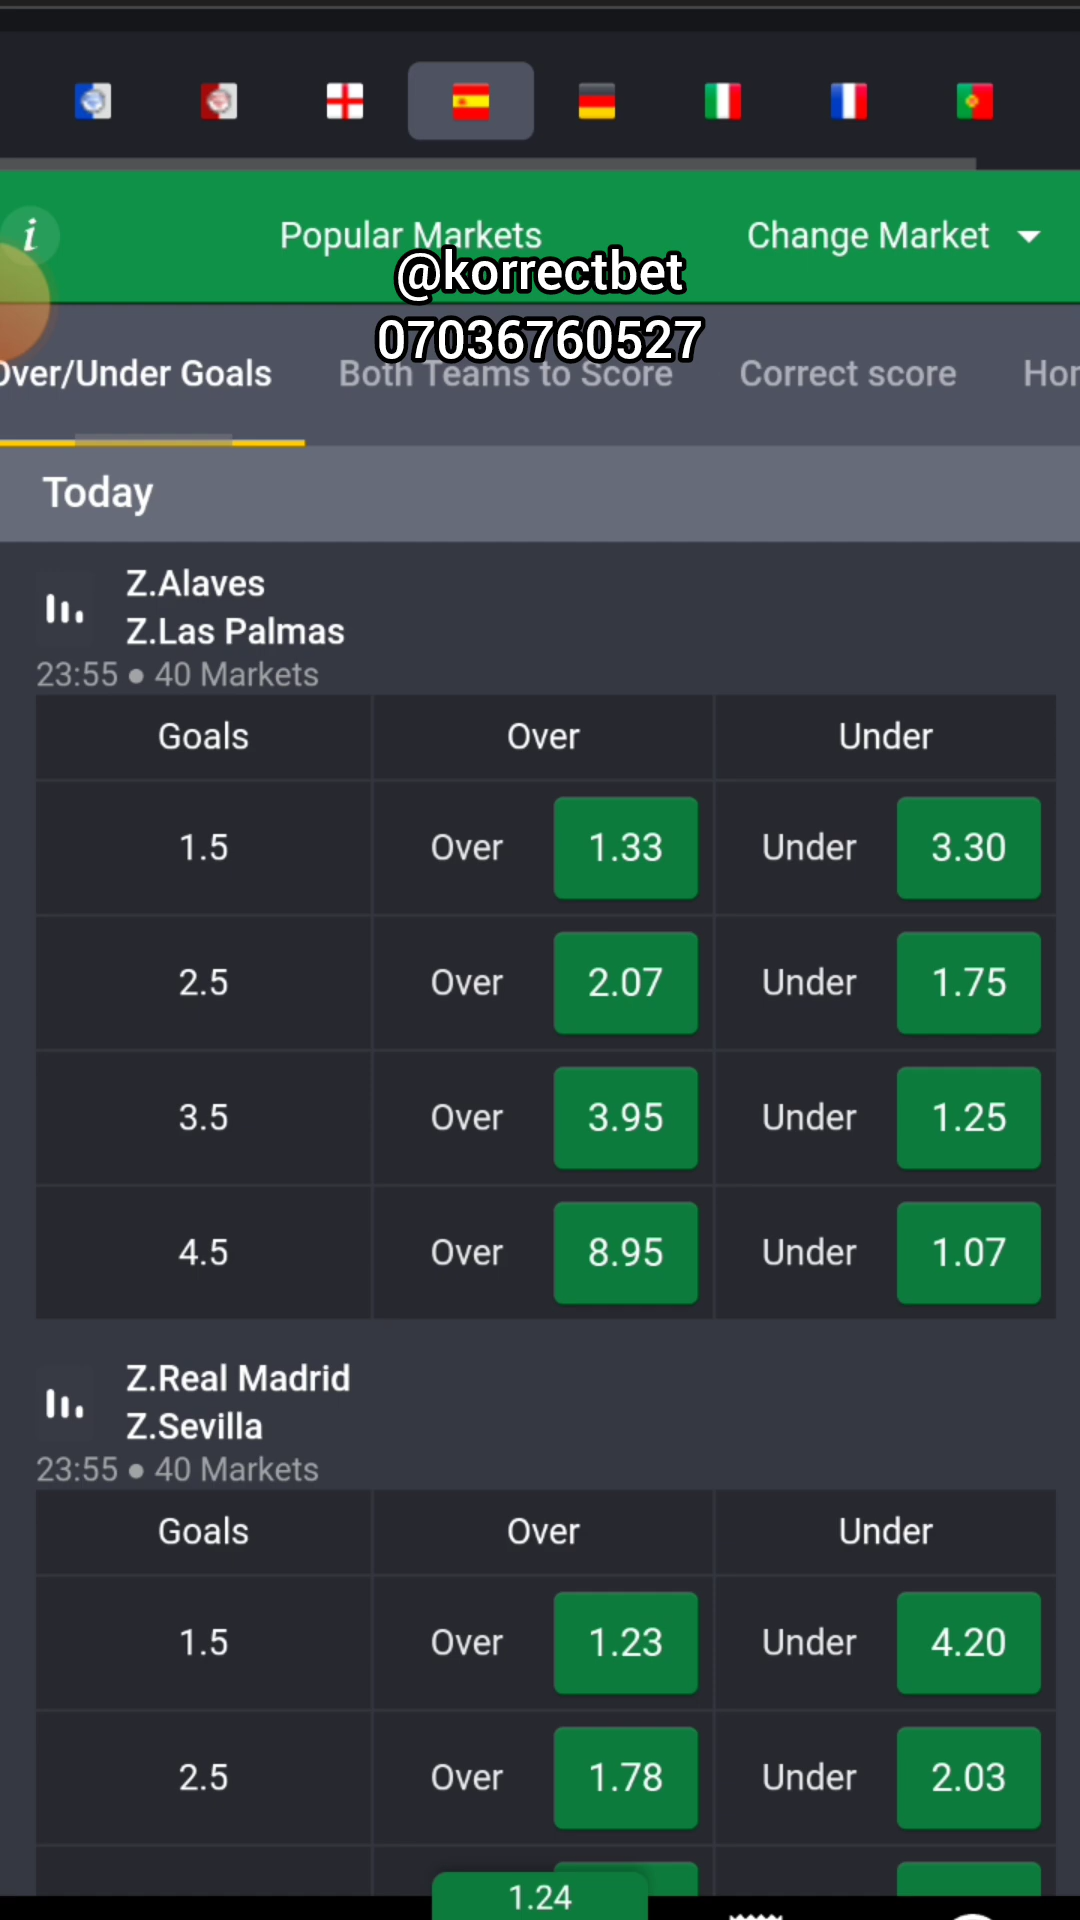 i
Popular Markets
Change Market
@korrectbet
07036760527
Over/Under Goals
Both Teams to Score
Correct score
Today
Z.Alaves
Z.Las Palmas
23:55 ● 40 Markets
Goals Over Under
1.5 Over 1.33 Under 3.30
2.5 Over 2.07 Under 1.75
3.5 Over 3.95 Under 1.25
4.5 Over 8.95 Under 1.07
Z.Real Madrid
Z.Sevilla
23:55 ● 40 Markets
Goals Over Under
1.5 Over 1.23 Under 4.20
2.5 Over 1.78 Under 2.03
1.24